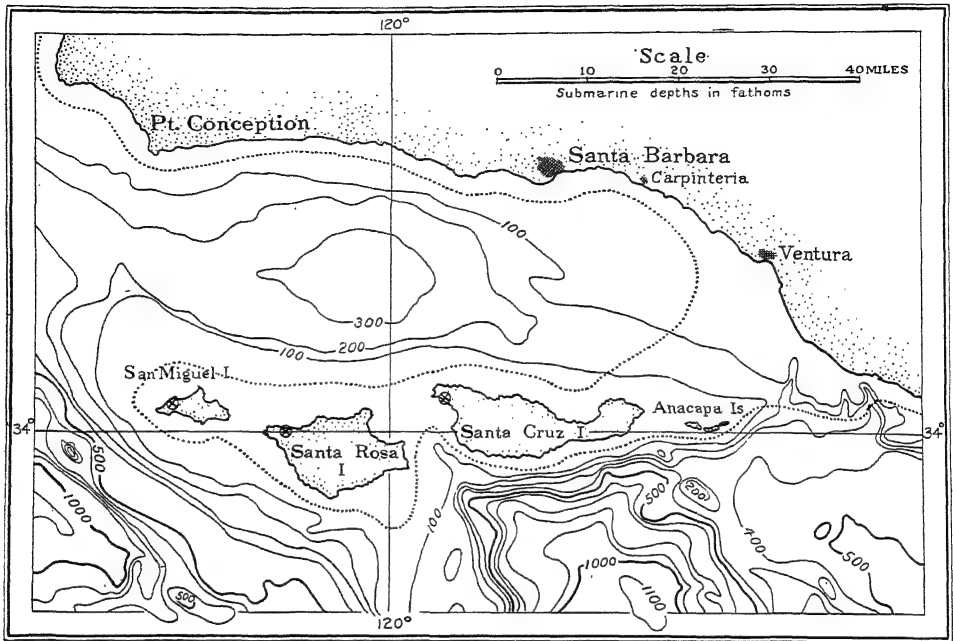 120°
Scale
0 10 20 30 40 MILES
Submarine depths in fathoms
Pt. Conception
Santa Barbara
Carpinteria
100
Ventura
300
100 200
San Miguel I.
Anacapa Is.
34° Santa Cruz I. 34°
Santa Rosa
I
500
1000
100
500
200
400
500
1000
1100
500
120°